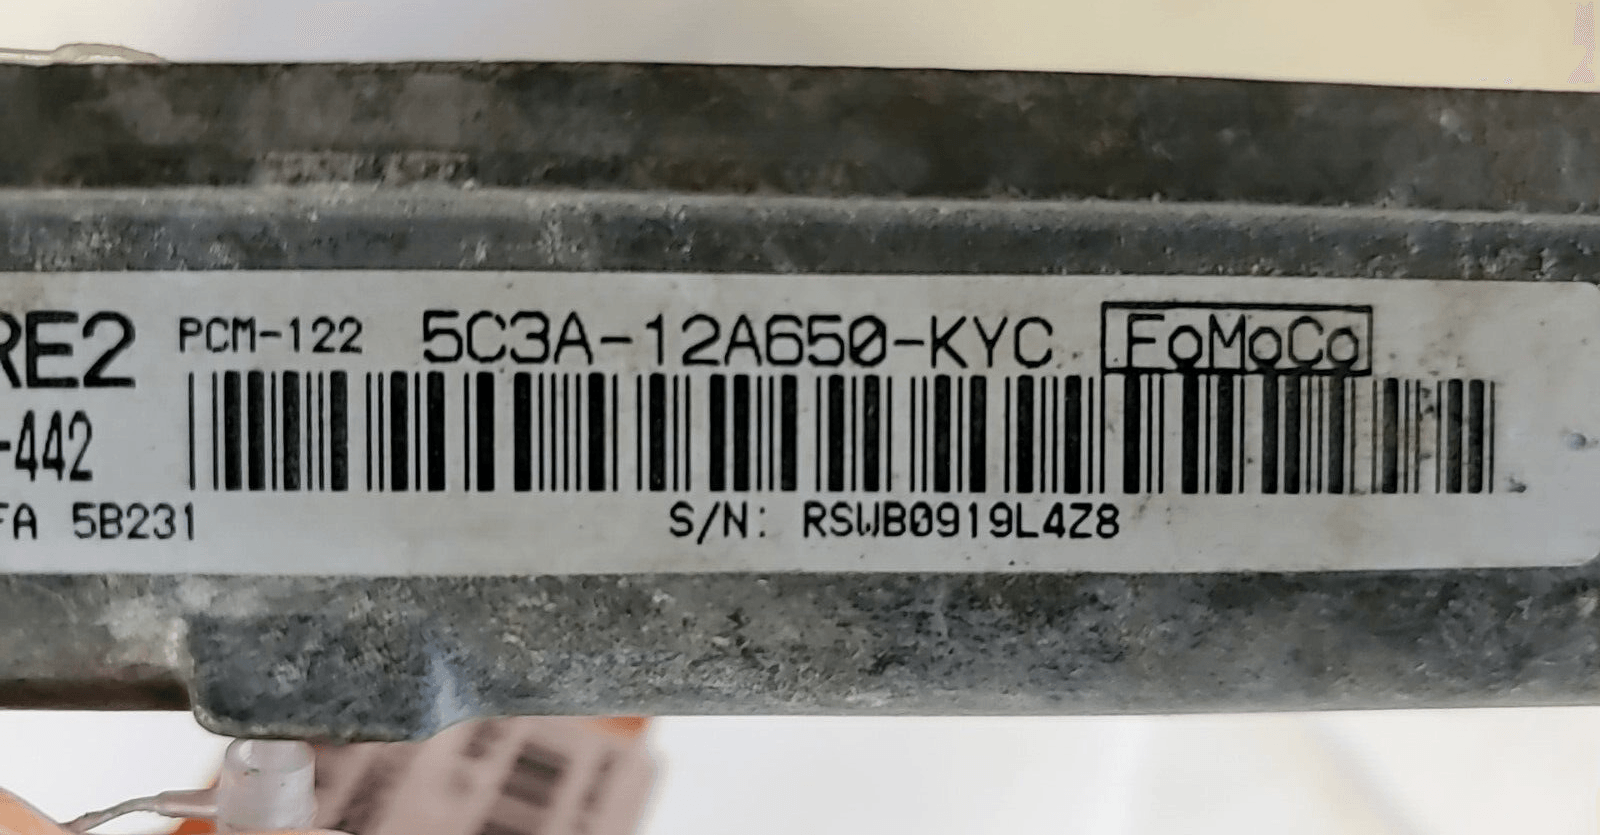 RE2 PCM-122 5C3A-12A650-KYC FoMoCo
-442
FA 5B231 S/N: RSWB0919L4Z8